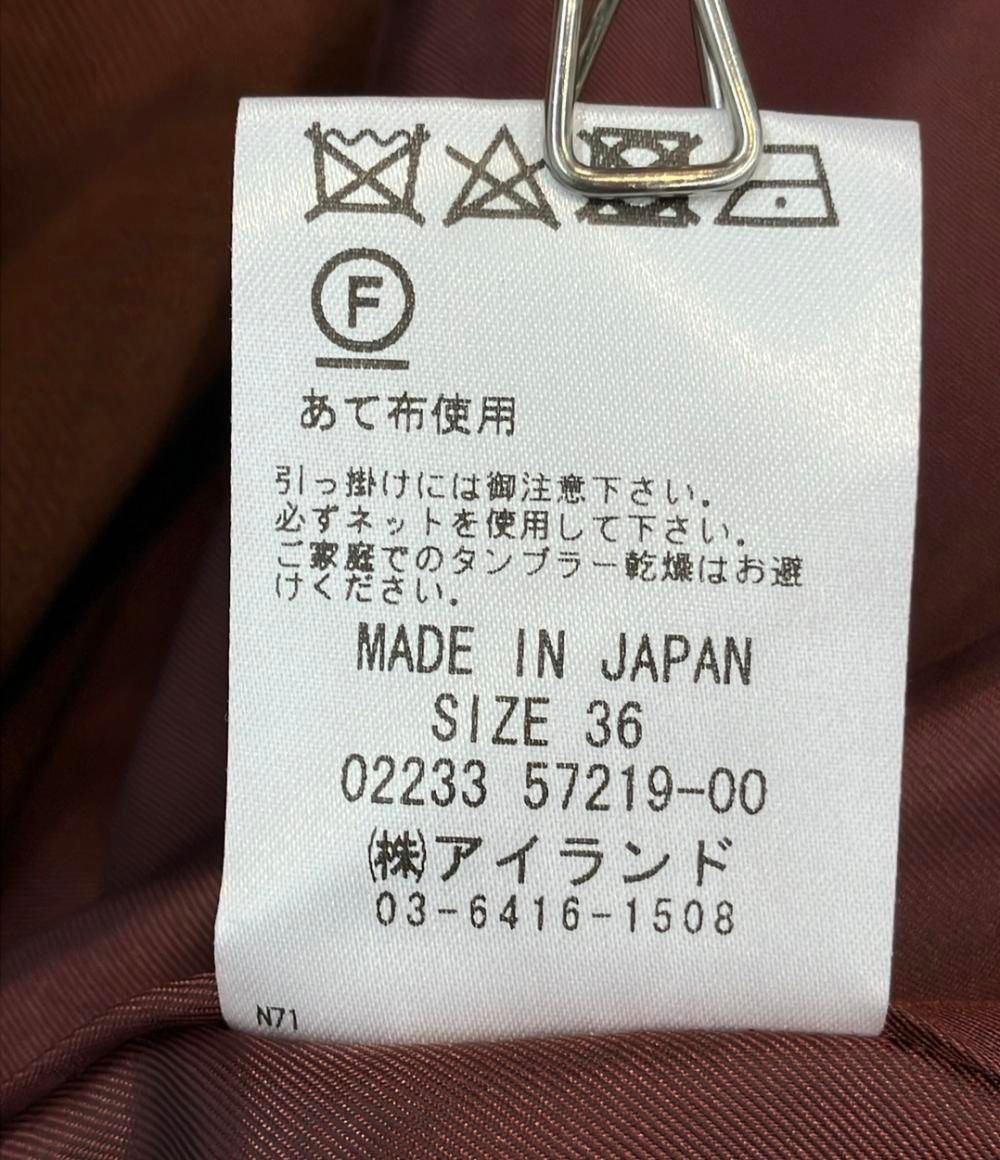 F
あて布使用
引っ掛けには御注意下さい。
必ずネットを使用して下さい。
ご家庭でのタンブラー乾燥はお避
けください。
MADE IN JAPAN
SIZE 36
02233 57219-00
㈱アイランド
03-6416-1508
N71